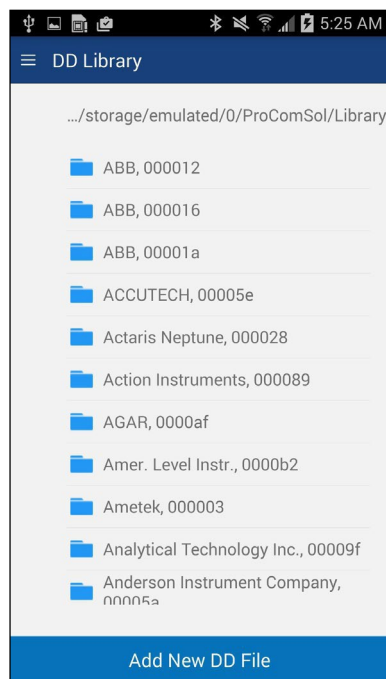 5:25 AM
DD Library
.../storage/emulated/0/ProComSol/Library
ABB, 000012
ABB, 000016
ABB, 00001a
ACCUTECH, 00005e
Actaris Neptune, 000028
Action Instruments, 000089
AGAR, 0000af
Amer. Level Instr., 0000b2
Ametek, 000003
Analytical Technology Inc., 00009f
Anderson Instrument Company,
00005a
Add New DD File